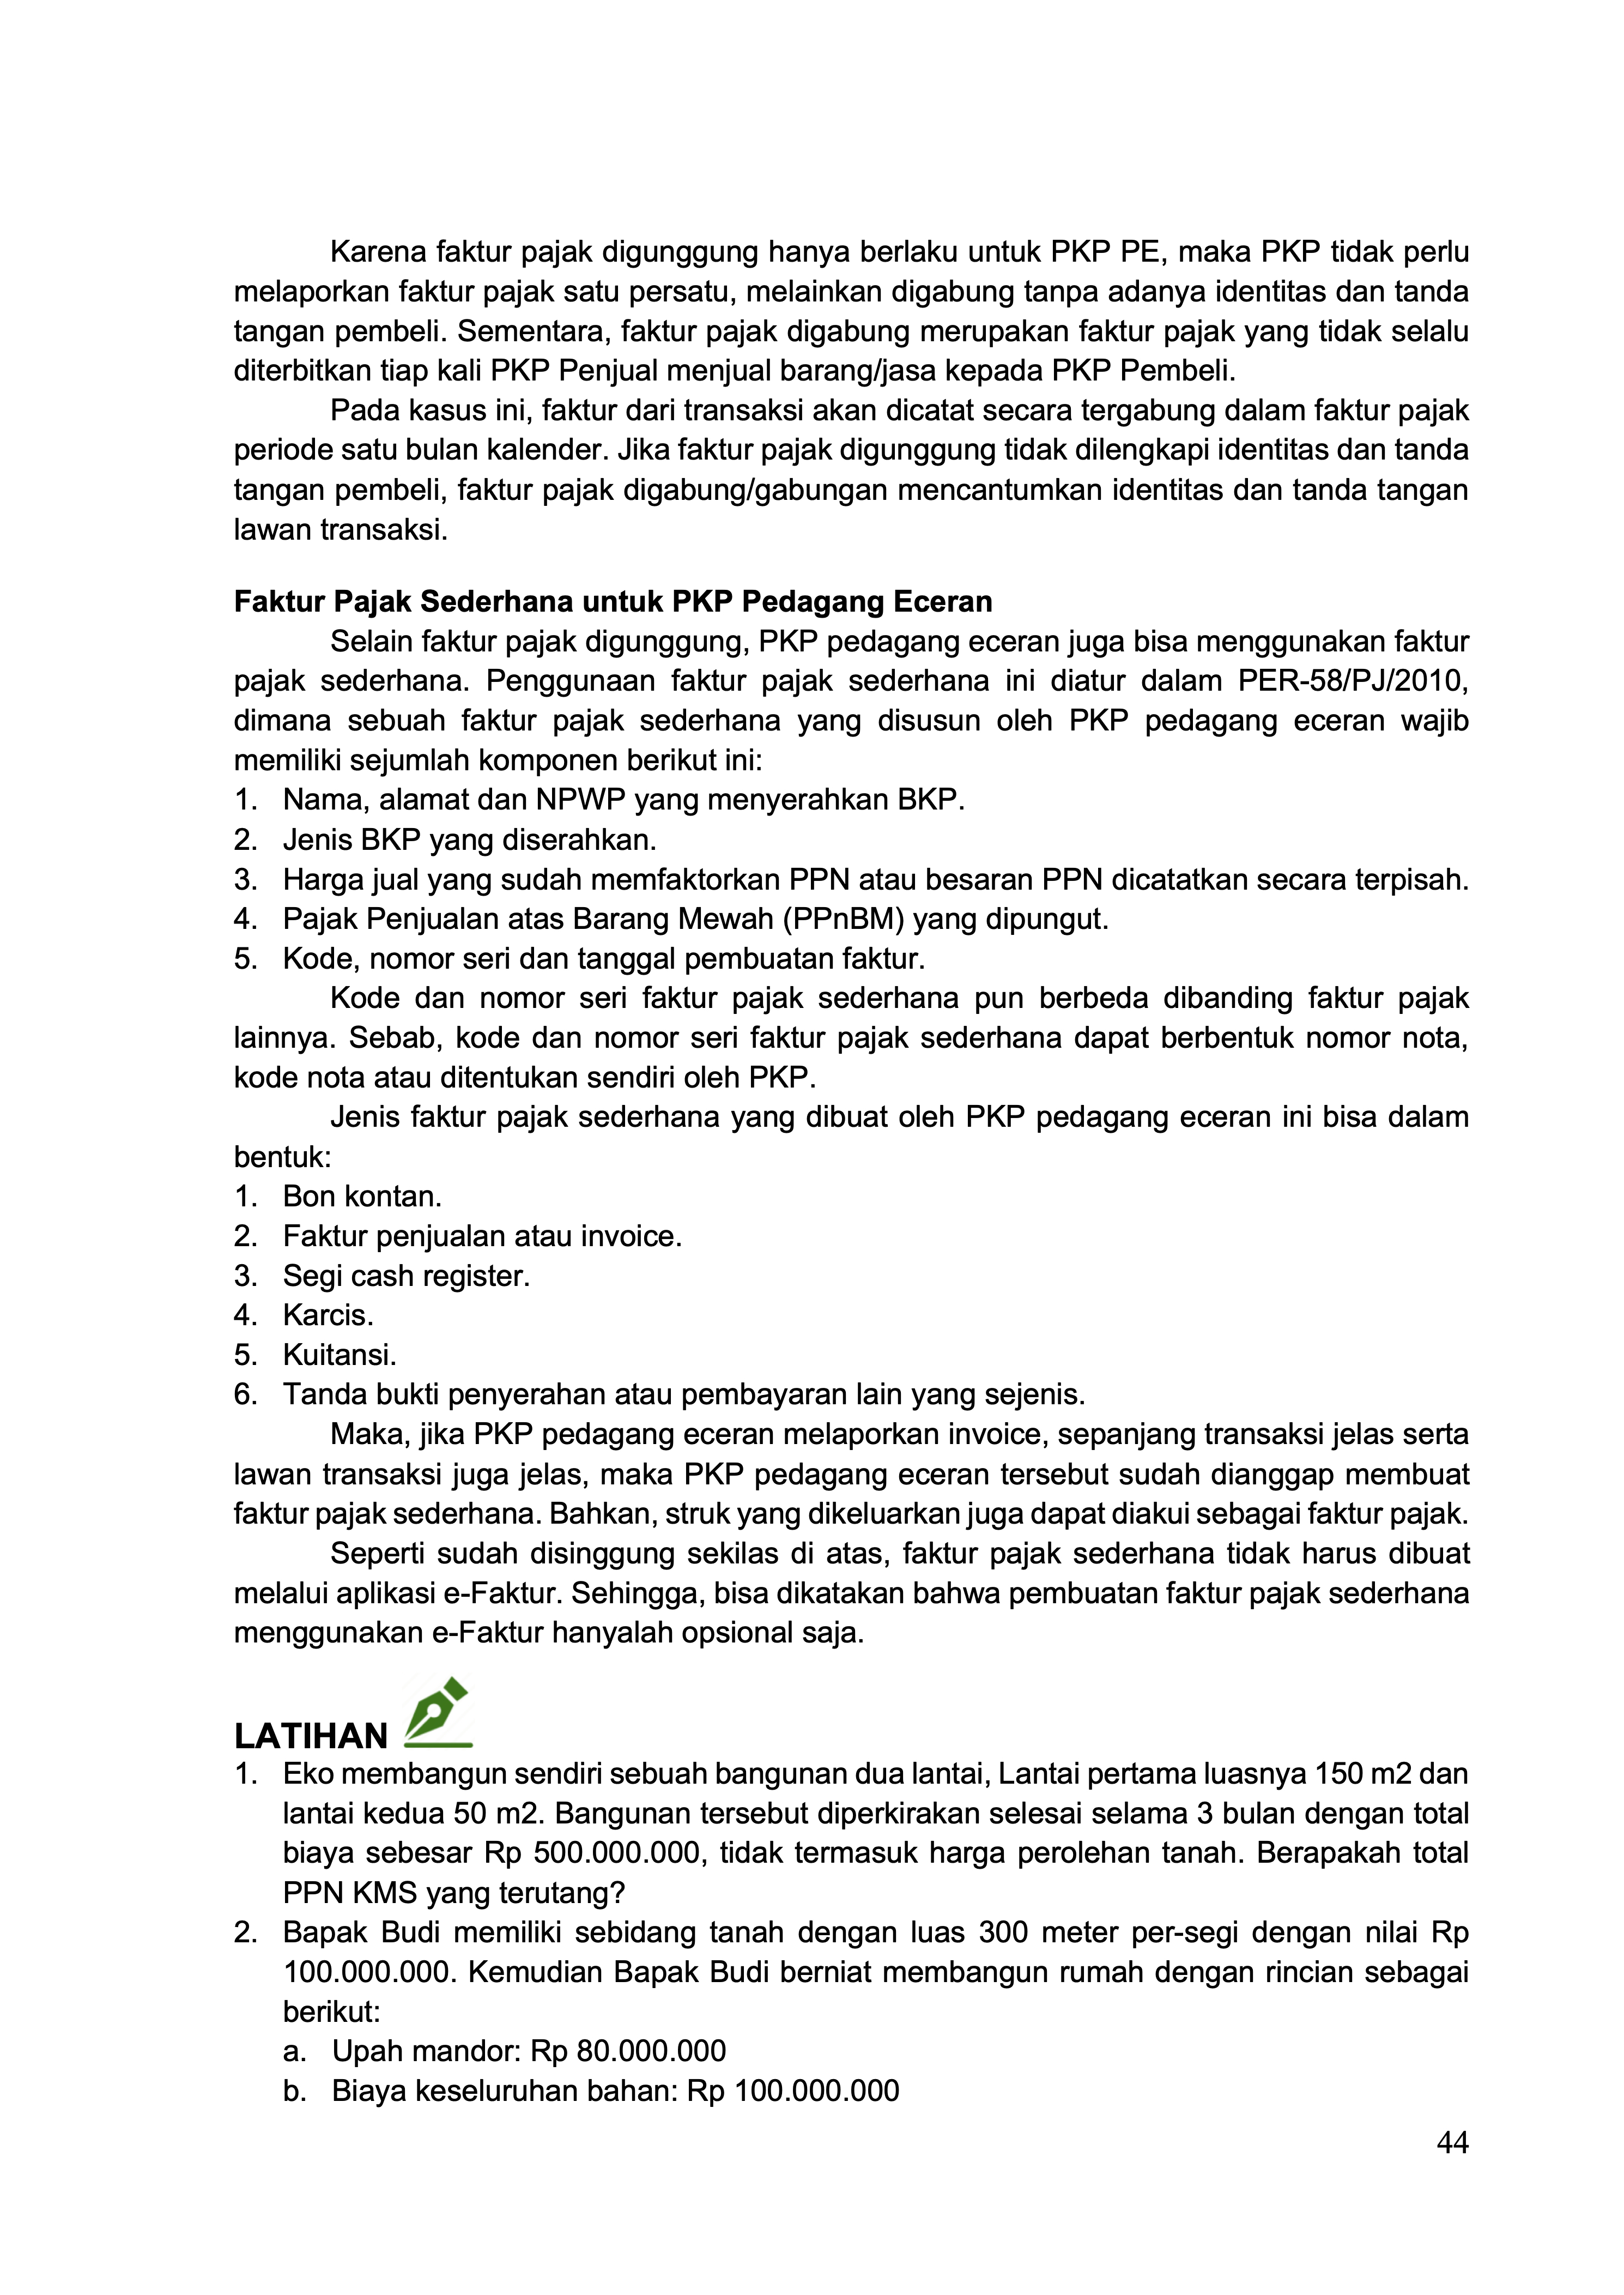 Karena faktur pajak digunggung hanya berlaku untuk PKP PE, maka PKP tidak perlu
melaporkan faktur pajak satu persatu, melainkan digabung tanpa adanya identitas dan tanda
tangan pembeli. Sementara, faktur pajak digabung merupakan faktur pajak yang tidak selalu
diterbitkan tiap kali PKP Penjual menjual barang/jasa kepada PKP Pembeli.
Pada kasus ini, faktur dari transaksi akan dicatat secara tergabung dalam faktur pajak
periode satu bulan kalender. Jika faktur pajak digunggung tidak dilengkapi identitas dan tanda
tangan pembeli, faktur pajak digabung/gabungan mencantumkan identitas dan tanda tangan
lawan transaksi.
Faktur Pajak Sederhana untuk PKP Pedagang Eceran
Selain faktur pajak digunggung, PKP pedagang eceran juga bisa menggunakan faktur
pajak sederhana. Penggunaan faktur pajak sederhana ini diatur dalam PER-58/PJ/2010,
dimana sebuah faktur pajak sederhana yang disusun oleh PKP pedagang eceran wajib
memiliki sejumlah komponen berikut ini:
1. Nama, alamat dan NPWP yang menyerahkan BKP.
2. Jenis BKP yang diserahkan.
3. Harga jual yang sudah memfaktorkan PPN atau besaran PPN dicatatkan secara terpisah.
4. Pajak Penjualan atas Barang Mewah (PPnBM) yang dipungut.
5. Kode, nomor seri dan tanggal pembuatan faktur.
Kode dan nomor seri faktur pajak sederhana pun berbeda dibanding faktur pajak
lainnya. Sebab, kode dan nomor seri faktur pajak sederhana dapat berbentuk nomor nota,
kode nota atau ditentukan sendiri oleh PKP.
Jenis faktur pajak sederhana yang dibuat oleh PKP pedagang eceran ini bisa dalam
bentuk:
1. Bon kontan.
2. Faktur penjualan atau invoice.
3. Segi cash register.
4. Karcis.
5. Kuitansi.
6. Tanda bukti penyerahan atau pembayaran lain yang sejenis.
Maka, jika PKP pedagang eceran melaporkan invoice, sepanjang transaksi jelas serta
lawan transaksi juga jelas, maka PKP pedagang eceran tersebut sudah dianggap membuat
faktur pajak sederhana. Bahkan, struk yang dikeluarkan juga dapat diakui sebagai faktur pajak.
Seperti sudah disinggung sekilas di atas, faktur pajak sederhana tidak harus dibuat
melalui aplikasi e-Faktur. Sehingga, bisa dikatakan bahwa pembuatan faktur pajak sederhana
menggunakan e-Faktur hanyalah opsional saja.
LATIHAN
1. Eko membangun sendiri sebuah bangunan dua lantai, Lantai pertama luasnya 150 m2 dan
lantai kedua 50 m2. Bangunan tersebut diperkirakan selesai selama 3 bulan dengan total
biaya sebesar Rp 500.000.000, tidak termasuk harga perolehan tanah. Berapakah total
PPN KMS yang terutang?
2. Bapak Budi memiliki sebidang tanah dengan luas 300 meter per-segi dengan nilai Rp
100.000.000. Kemudian Bapak Budi berniat membangun rumah dengan rincian sebagai
berikut:
a. Upah mandor: Rp 80.000.000
b. Biaya keseluruhan bahan: Rp 100.000.000
44